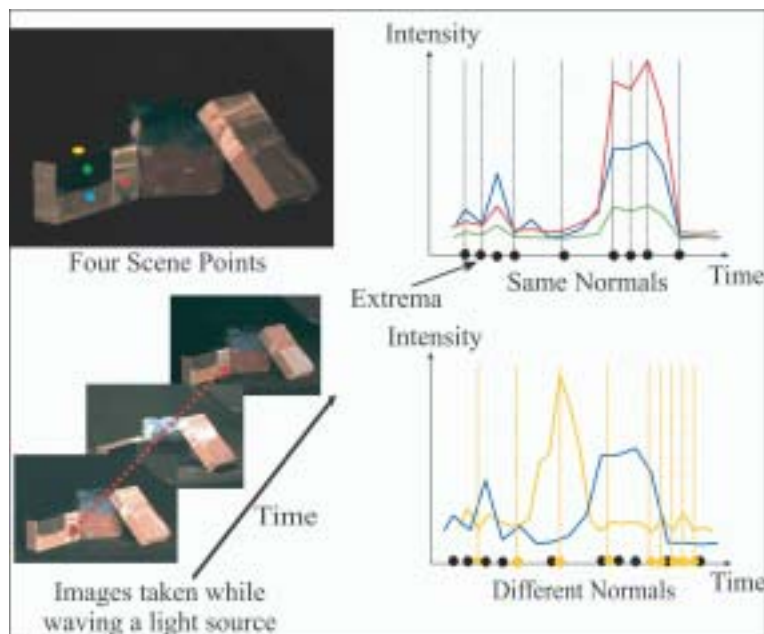 Four Scene Points
Intensity
Extrema
Same Normals
Time
Time
Images taken while
waving a light source
Intensity
Different Normals
Time